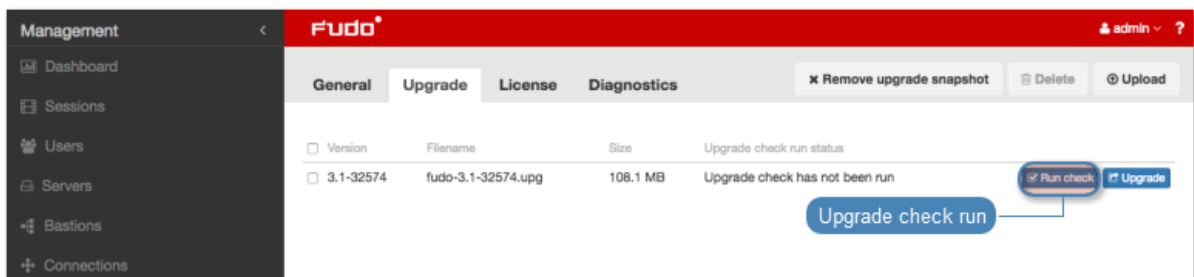 Management
FUDO
admin ?
Dashboard
General Upgrade License Diagnostics Remove upgrade snapshot Delete Upload
Sessions
Users
Version Filename Size Upgrade check run status
Servers
3.1-32574 fudo-3.1-32574.upg 108.1 MB Upgrade check has not been run Run check Upgrade
Bastions
Upgrade check run
Connections